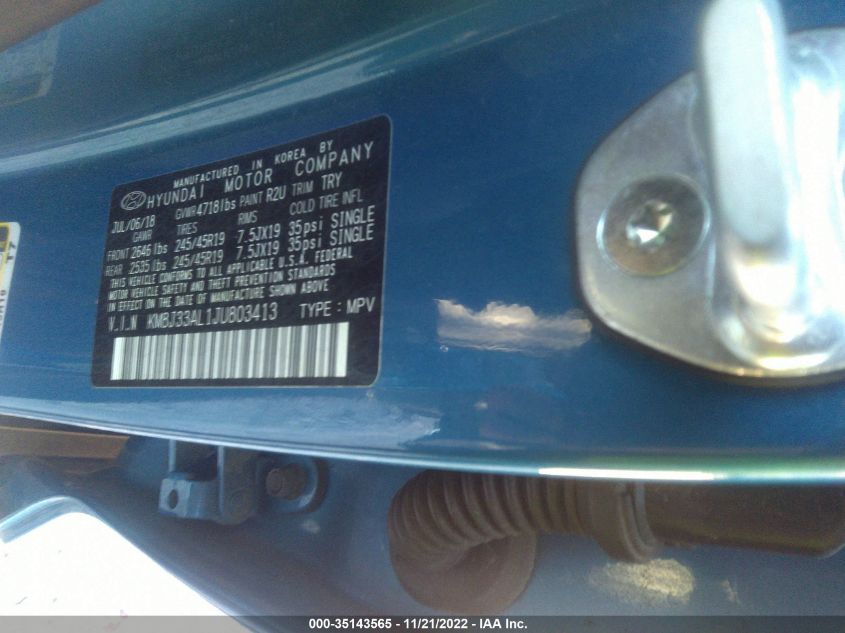 MANUFACTURED IN KOREA BY
HYUNDAI MOTOR COMPANY
JUL/06/18 GVWR 4718lbs PAINT R2U TRIM TRY
GAWR TIRES RIMS COLD TIRE INFL
FRONT 2646 lbs 245/45R19 7.5JX19 35psi SINGLE
REAR 2535 lbs 245/45R19 7.5JX19 35psi SINGLE
THIS VEHICLE CONFORMS TO ALL APPLICABLE U.S.A. FEDERAL
MOTOR VEHICLE SAFETY AND THEFT PREVENTION STANDARDS
IN EFFECT ON THE DATE OF MANUFACTURE SHOWN ABOVE
V.I.N KM8J33AL1JU803413 TYPE : MPV
000-35143565 - 11/21/2022 - IAA Inc.